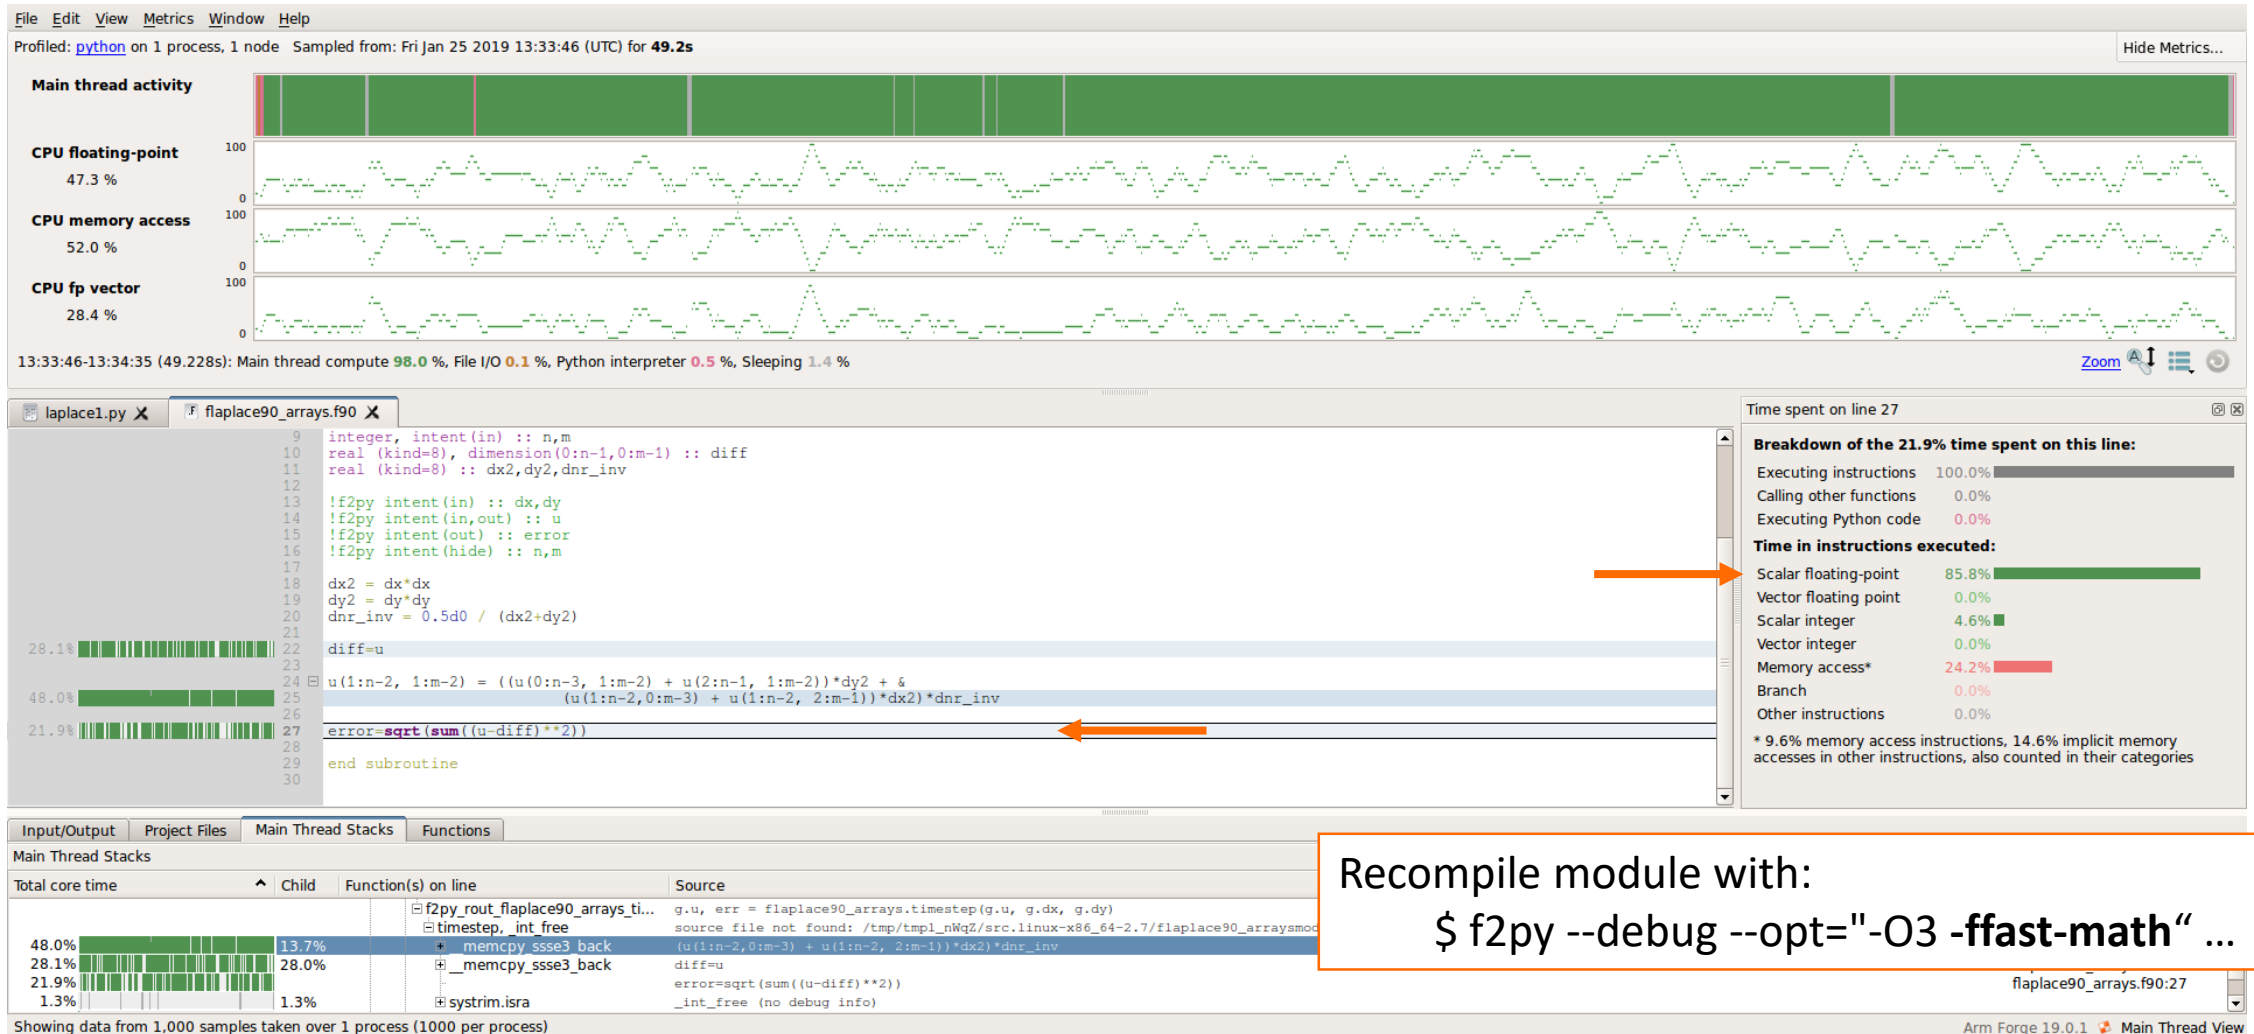 File Edit View Metrics Window Help
Profiled: python on 1 process, 1 node Sampled from: Fri Jan 25 2019 13:33:46 (UTC) for 49.2s
Hide Metrics...
Main thread activity
CPU floating-point
47.3 %
100
0
CPU memory access
52.0 %
100
0
CPU fp vector
28.4 %
100
0
13:33:46-13:34:35 (49.228s): Main thread compute 98.0 %, File I/O 0.1 %, Python interpreter 0.5 %, Sleeping 1.4 %
Zoom
laplace1.py
flaplace90_arrays.f90
9 integer, intent(in) :: n,m
10 real (kind=8), dimension(0:n-1,0:m-1) :: diff
11 real (kind=8) :: dx2,dy2,dnr_inv
12
13 !f2py intent(in) :: dx,dy
14 !f2py intent(in,out) :: u
15 !f2py intent(out) :: error
16 !f2py intent(hide) :: n,m
17
18 dx2 = dx*dx
19 dy2 = dy*dy
20 dnr_inv = 0.5d0 / (dx2+dy2)
21
28.1% 22 diff=u
23
24 u(1:n-2, 1:m-2) = ((u(0:n-3, 1:m-2) + u(2:n-1, 1:m-2))*dy2 + &
48.0% 25 (u(1:n-2,0:m-3) + u(1:n-2, 2:m-1))*dx2)*dnr_inv
26
21.9% 27 error=sqrt(sum((u-diff)**2))
28
29 end subroutine
30
Time spent on line 27
Breakdown of the 21.9% time spent on this line:
Executing instructions 100.0%
Calling other functions 0.0%
Executing Python code 0.0%
Time in instructions executed:
Scalar floating-point 85.8%
Vector floating point 0.0%
Scalar integer 4.6%
Vector integer 0.0%
Memory access* 24.2%
Branch 0.0%
Other instructions 0.0%
* 9.6% memory access instructions, 14.6% implicit memory
accesses in other instructions, also counted in their categories
Input/Output Project Files Main Thread Stacks Functions
Main Thread Stacks
Total core time Child Function(s) on line Source
f2py_rout_flaplace90_arrays_ti... g.u, err = flaplace90_arrays.timestep(g.u, g.dx, g.dy)
timestep, _int_free source file not found: /tmp/tmpl_nWqZ/src.linux-x86_64-2.7/flaplace90_arraysmod
48.0% 13.7% __memcpy_ssse3_back (u(1:n-2,0:m-3) + u(1:n-2, 2:m-1))*dx2)*dnr_inv
28.1% 28.0% __memcpy_ssse3_back diff=u
21.9% error=sqrt(sum((u-diff)**2)) flaplace90_arrays.f90:27
1.3% 1.3% systrim.isra _int_free (no debug info)
Recompile module with:
$ f2py --debug --opt="-O3 -ffast-math“ ...
Showing data from 1,000 samples taken over 1 process (1000 per process)
Arm Forge 19.0.1 Main Thread View